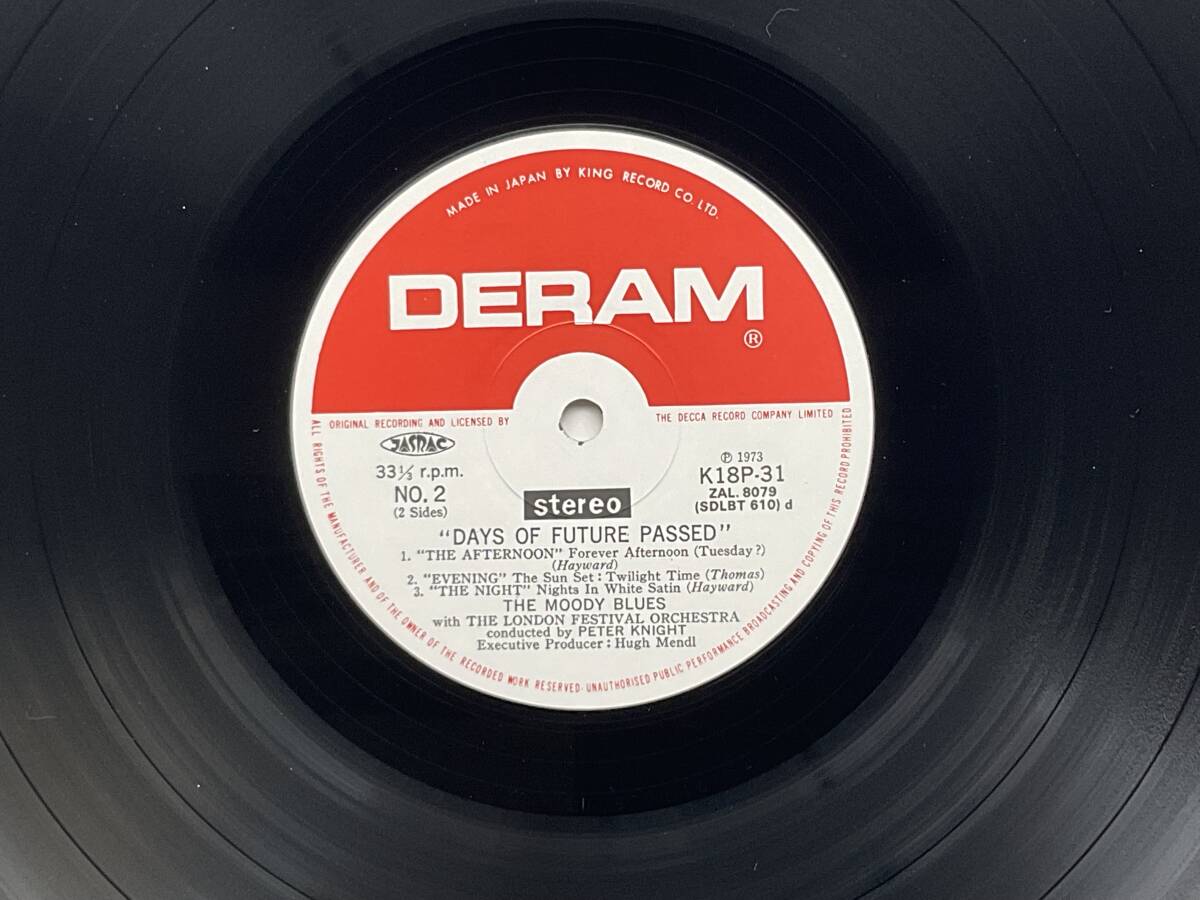 MADE IN JAPAN BY KING RECORD CO. LTD.
DERAM
®
ORIGINAL RECORDING AND LICENSED BY
THE DECCA RECORD COMPANY LIMITED
JASRAC
33⅓ r.p.m.
NO. 2
(2 Sides)
stereo
℗ 1973
K18P-31
ZAL. 8079
(SDLBT 610) d
"DAYS OF FUTURE PASSED"
1. "THE AFTERNOON" Forever Afternoon (Tuesday?)
(Hayward)
2. "EVENING" The Sun Set : Twilight Time (Thomas)
3. "THE NIGHT" Nights In White Satin (Hayward)
THE MOODY BLUES
with THE LONDON FESTIVAL ORCHESTRA
conducted by PETER KNIGHT
Executive Producer : Hugh Mendl
ALL RIGHTS OF THE MANUFACTURER AND OF THE OWNER OF THE RECORDED WORK RESERVED. UNAUTHORISED PUBLIC PERFORMANCE BROADCASTING AND COPYING OF THIS RECORD PROHIBITED